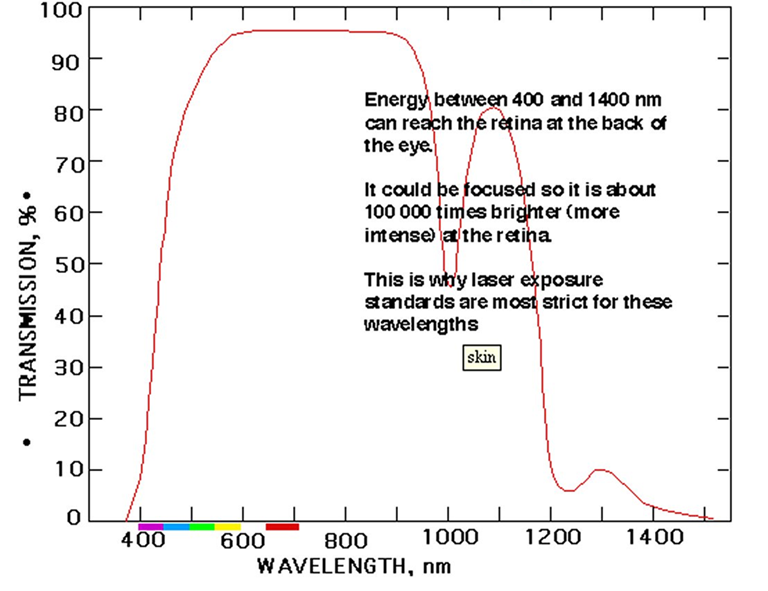 100
90
80
70
60
50
40
30
20
10
0
• TRANSMISSION, % •
Energy between 400 and 1400 nm
can reach the retina at the back of
the eye.
It could be focused so it is about
100 000 times brighter (more
intense) at the retina.
This is why laser exposure
standards are most strict for these
wavelengths
skin
400 600 800 1000 1200 1400
WAVELENGTH, nm